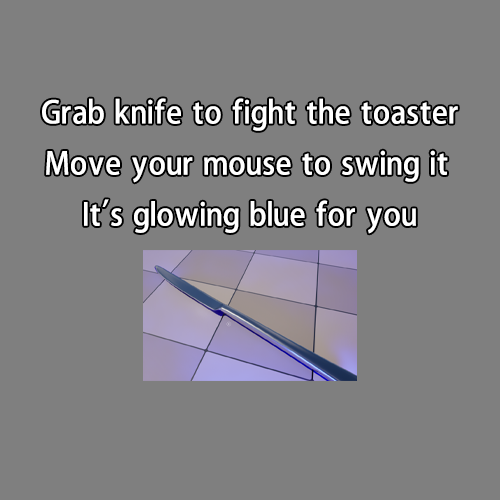 Grab knife to fight the toaster
Move your mouse to swing it
It's glowing blue for you